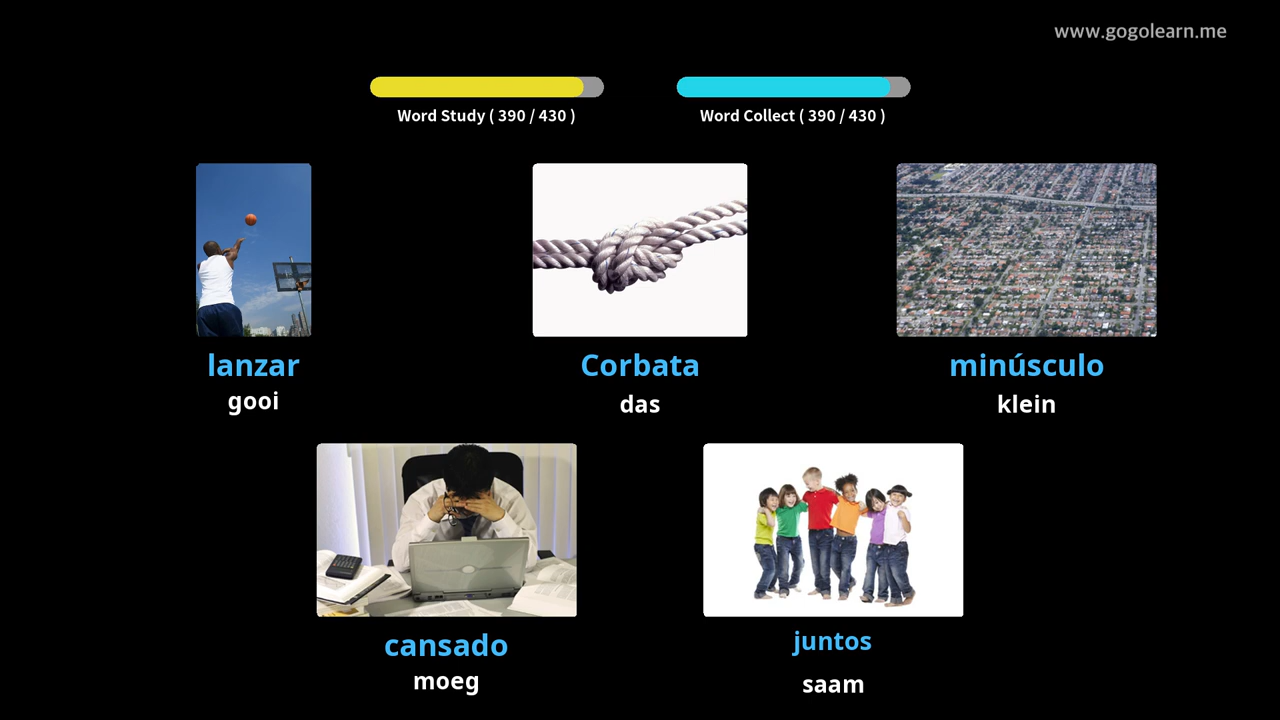 www.gogolearn.me
Word Study ( 390 / 430 )
Word Collect ( 390 / 430 )
lanzar
gooi
Corbata
das
minúsculo
klein
cansado
moeg
juntos
saam